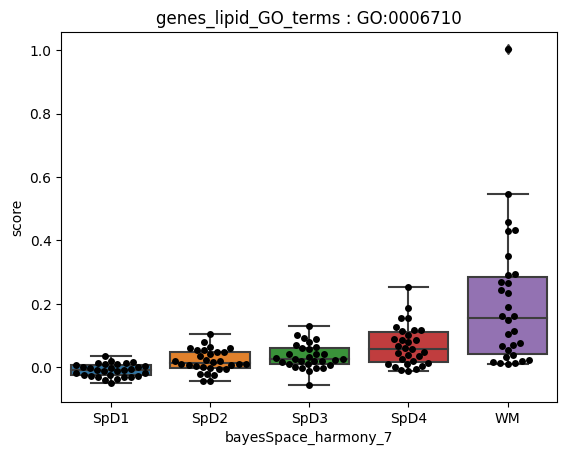 genes_lipid_GO_terms : GO:0006710
1.0
0.8
0.6
0.4
0.2
0.0
score
SpD1 SpD2 SpD3 SpD4 WM
bayesSpace_harmony_7